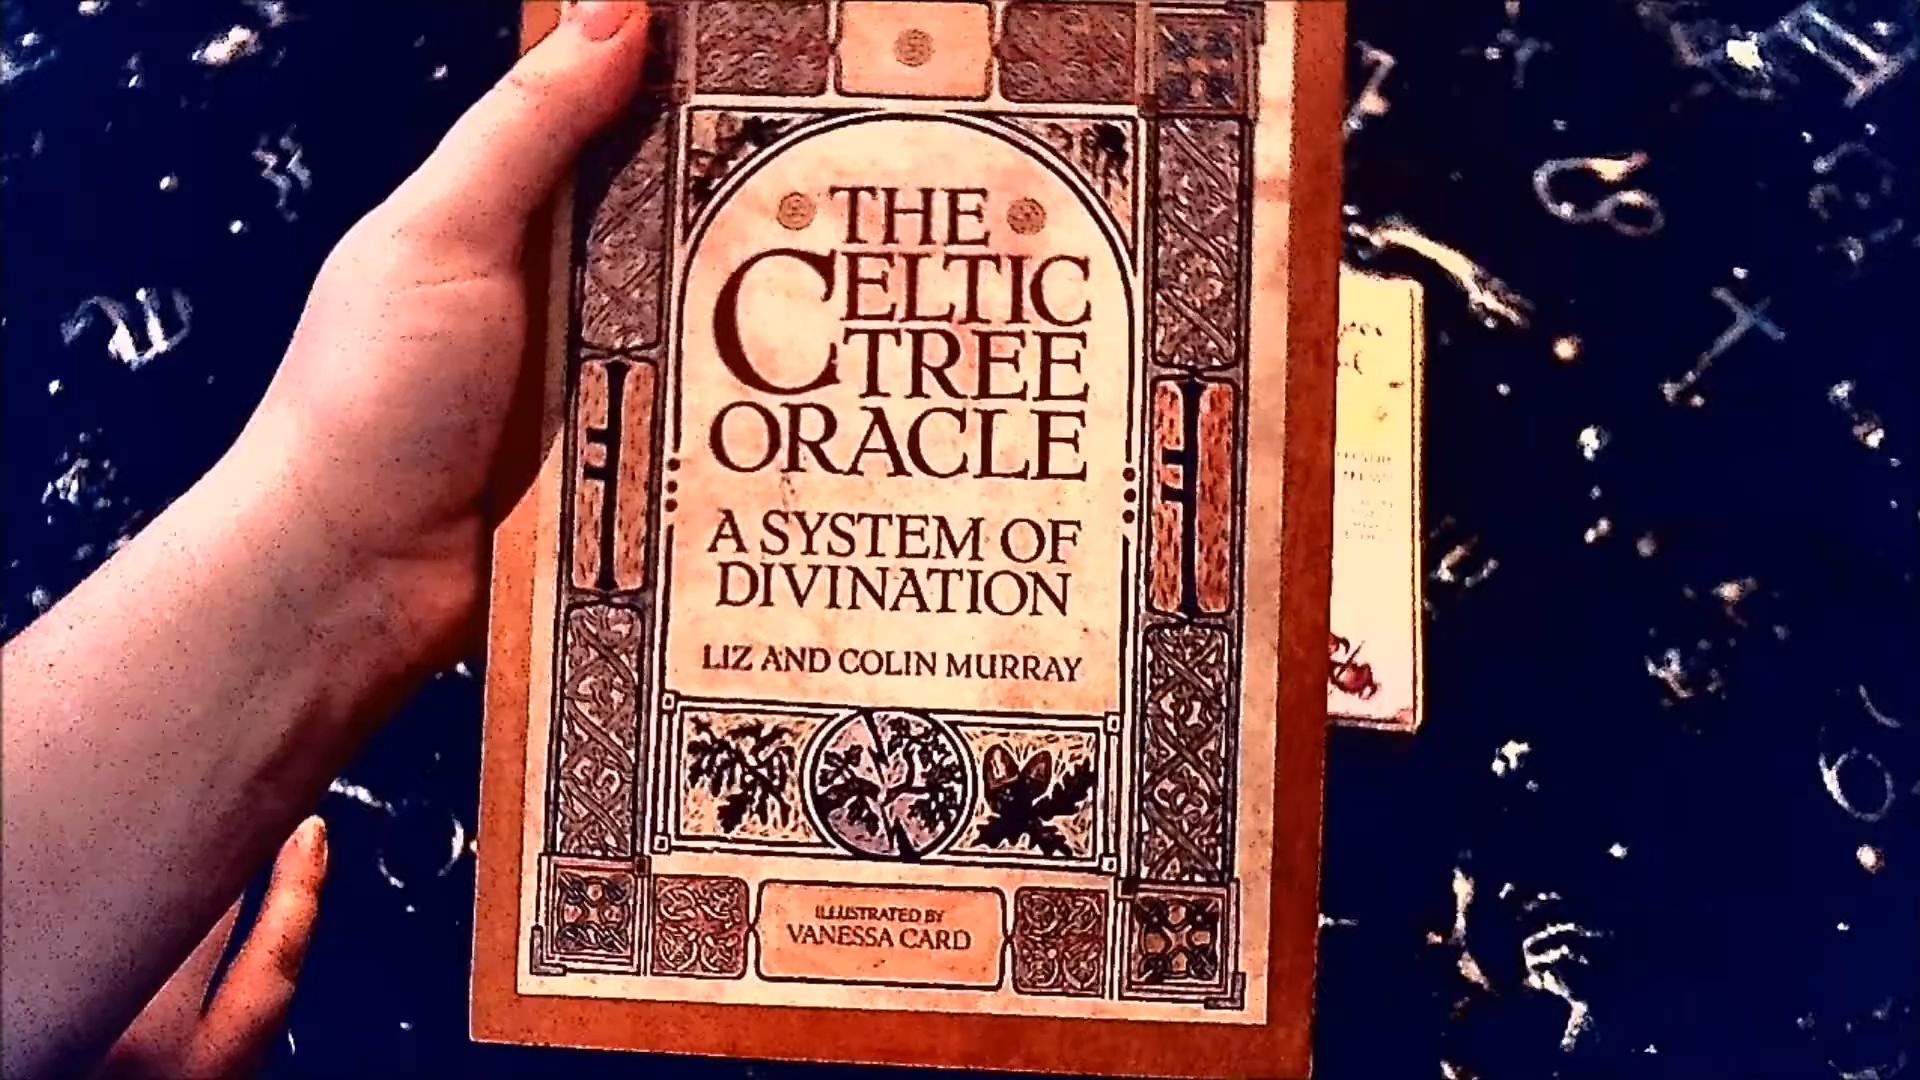 THE
CELTIC
TREE
ORACLE
A SYSTEM OF
DIVINATION
LIZ AND COLIN MURRAY
ILLUSTRATED BY
VANESSA CARD